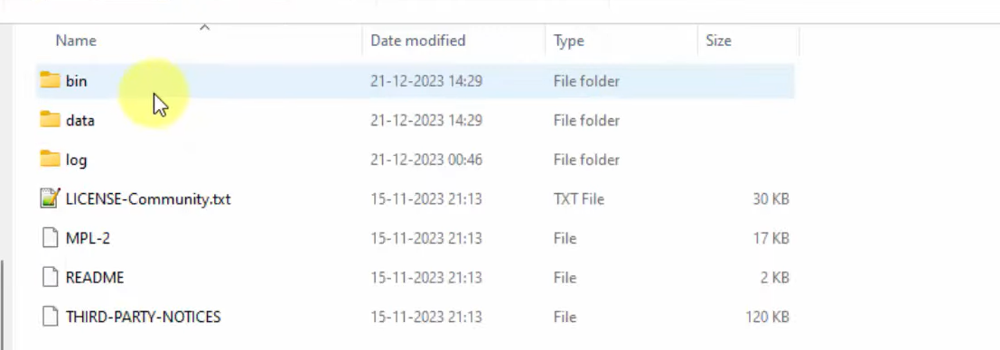 Name Date modified Type Size
bin 21-12-2023 14:29 File folder
data 21-12-2023 14:29 File folder
log 21-12-2023 00:46 File folder
LICENSE-Community.txt 15-11-2023 21:13 TXT File 30 KB
MPL-2 15-11-2023 21:13 File 17 KB
README 15-11-2023 21:13 File 2 KB
THIRD-PARTY-NOTICES 15-11-2023 21:13 File 120 KB